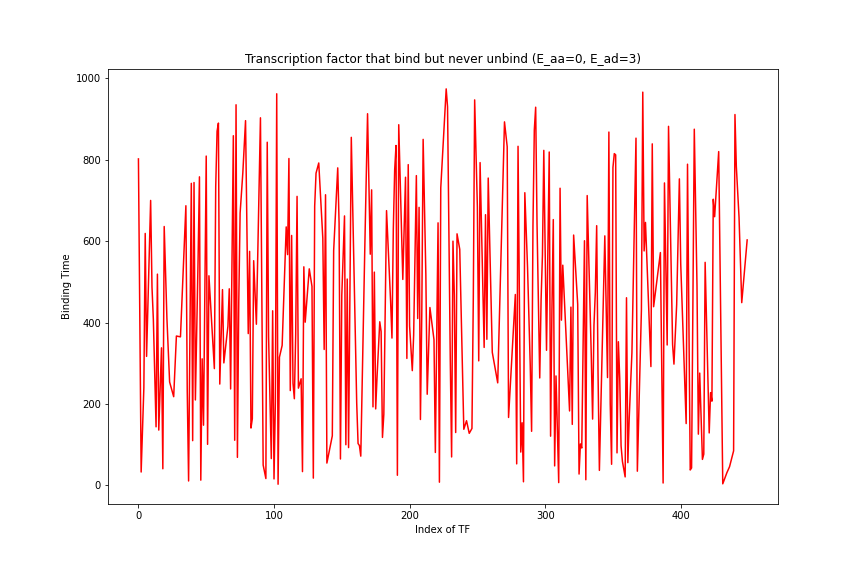 Transcription factor that bind but never unbind (E_aa=0, E_ad=3)
1000
800
600
400
200
0
Binding Time
0 100 200 300 400
Index of TF